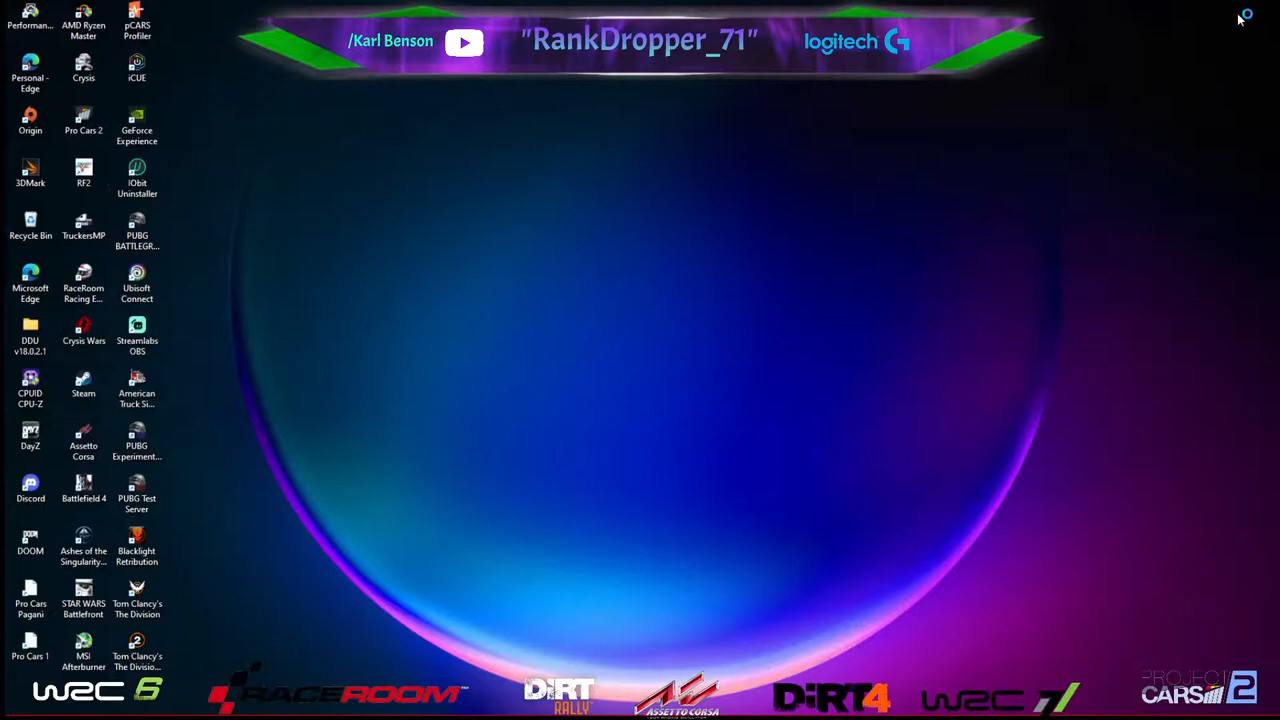 /Karl Benson
"RankDropper_71"
logitech G
Performan...
AMD Ryzen
Master
pCARS
Profiler
Personal -
Edge
Crysis
iCUE
Origin
Pro Cars 2
GeForce
Experience
3DMark
RF2
IObit
Uninstaller
Recycle Bin
TruckersMP
PUBG
BATTLEGR...
Microsoft
Edge
RaceRoom
Racing E...
Ubisoft
Connect
DDU
v18.0.2.1
Crysis Wars
Streamlabs
OBS
CPUID
CPU-Z
Steam
American
Truck Si...
DayZ
Assetto
Corsa
PUBG
Experiment...
Discord
Battlefield 4
PUBG Test
Server
DOOM
Ashes of the
Singularity...
Blacklight
Retribution
Pro Cars
Pagani
STAR WARS
Battlefront
Tom Clancy's
The Division
Pro Cars 1
MSI
Afterburner
Tom Clancy's
The Divisio...
WRC 6
RACEROOM
DiRT
RALLY
ASSETTO CORSA
DiRT4
WRC 7
PROJECT
CARS 2